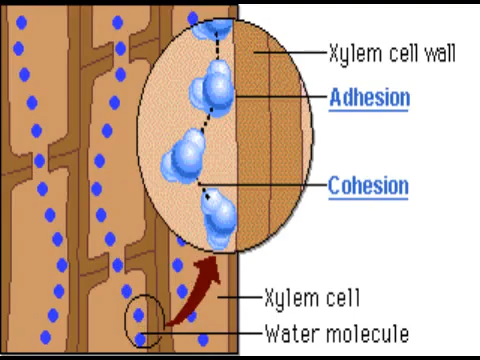 Xylem cell wall
Adhesion
Cohesion
Xylem cell
Water molecule